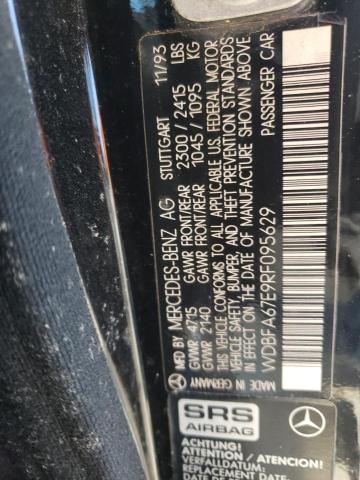 MFD. BY MERCEDES-BENZ AG STUTTGART 11/93
GVWR 4715 GAWR FRONT/REAR 2300 / 2415 LBS
GVWR 2140 GAWR FRONT/REAR 1045 / 1095 KG
THIS VEHICLE CONFORMS TO ALL APPLICABLE U.S. FEDERAL MOTOR
VEHICLE SAFETY, BUMPER, AND THEFT PREVENTION STANDARDS
IN EFFECT ON THE DATE OF MANUFACTURE SHOWN ABOVE.
WDBFA67E9RF095629 PASSENGER CAR
MADE IN GERMANY
SRS
AIRBAG
ACHTUNG!
ATTENTION / ATTENTION
VERFALLDATUM:
REPLACEMENT DATE: